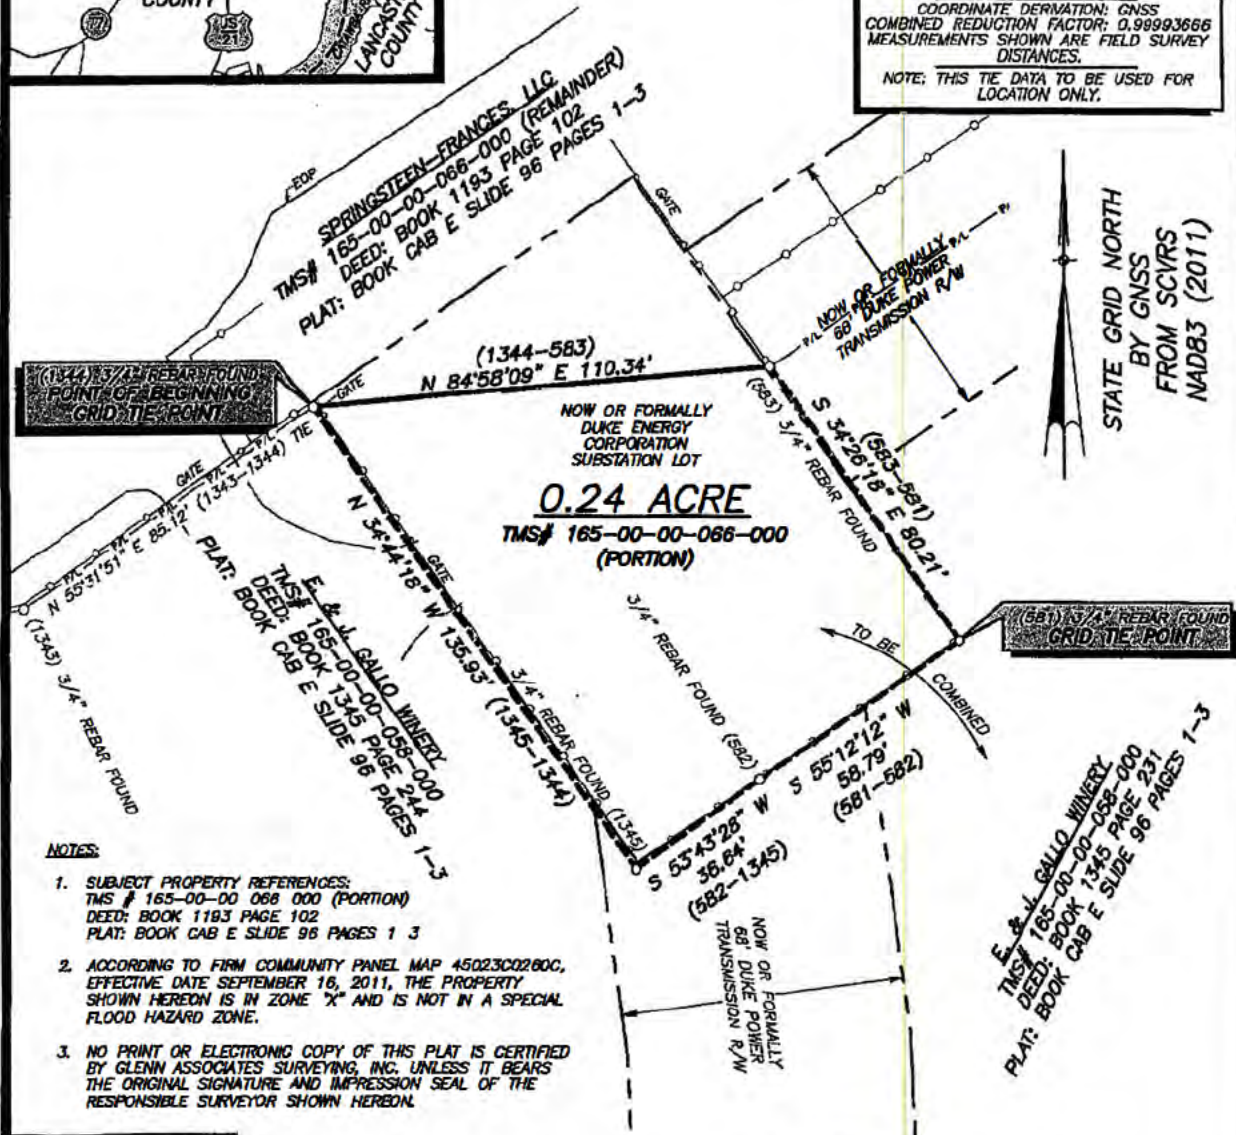 COUNTY
77
US
21
LANCAST
COUNTY
COORDINATE DERIVATION: GNSS
COMBINED REDUCTION FACTOR: 0.99993666
MEASUREMENTS SHOWN ARE FIELD SURVEY
DISTANCES.
NOTE: THIS TIE DATA TO BE USED FOR
LOCATION ONLY.
EOP
SPRINGSTEEN-FRANCES, LLC
TMS# 165-00-00-066-000 (REMAINDER)
DEED: BOOK 1193 PAGE 102
PLAT: BOOK CAB E SLIDE 96 PAGES 1-3
GATE
NOW OR FORMALLY
68' DUKE POWER
TRANSMISSION R/W
P/L
P/L
P/L
STATE GRID NORTH
BY GNSS
FROM SCVRS
NAD83 (2011)
(1344) 3/4" REBAR FOUND
POINT OF BEGINNING
GRID TIE POINT
GATE
(1344-583)
N 84°58'09" E 110.34'
(583)
3/4" REBAR FOUND
(583-581)
S 34°26'18" E 80.21'
NOW OR FORMALLY
DUKE ENERGY
CORPORATION
SUBSTATION LOT
0.24 ACRE
TMS# 165-00-00-066-000
(PORTION)
GATE
P/L
P/L
P/L
P/L
N 55°31'51" E 85.12' (1343-1344) TIE
(1343) 3/4" REBAR FOUND
GATE
N 34°44'18" W 135.93' (1345-1344)
3/4" REBAR FOUND (1345)
E. & J. GALLO WINERY
TMS# 165-00-00-058-000
DEED: BOOK 1345 PAGE 244
PLAT: BOOK CAB E SLIDE 96 PAGES 1-3
3/4" REBAR FOUND (582)
TO BE
COMBINED
(581) 3/4" REBAR FOUND
GRID TIE POINT
S 55°12'12" W
58.79'
(581-582)
S 53°43'28" W
36.64'
(582-1345)
NOW OR FORMALLY
68' DUKE POWER
TRANSMISSION R/W
E. & J. GALLO WINERY
TMS# 165-00-00-058-000
DEED: BOOK 1345 PAGE 231
PLAT: BOOK CAB E SLIDE 96 PAGES 1-3
NOTES:
1. SUBJECT PROPERTY REFERENCES:
TMS # 165-00-00 066 000 (PORTION)
DEED: BOOK 1193 PAGE 102
PLAT: BOOK CAB E SLIDE 96 PAGES 1 3
2. ACCORDING TO FIRM COMMUNITY PANEL MAP 45023C0260C,
EFFECTIVE DATE SEPTEMBER 16, 2011, THE PROPERTY
SHOWN HEREON IS IN ZONE "X" AND IS NOT IN A SPECIAL
FLOOD HAZARD ZONE.
3. NO PRINT OR ELECTRONIC COPY OF THIS PLAT IS CERTIFIED
BY GLENN ASSOCIATES SURVEYING, INC. UNLESS IT BEARS
THE ORIGINAL SIGNATURE AND IMPRESSION SEAL OF THE
RESPONSIBLE SURVEYOR SHOWN HEREON.